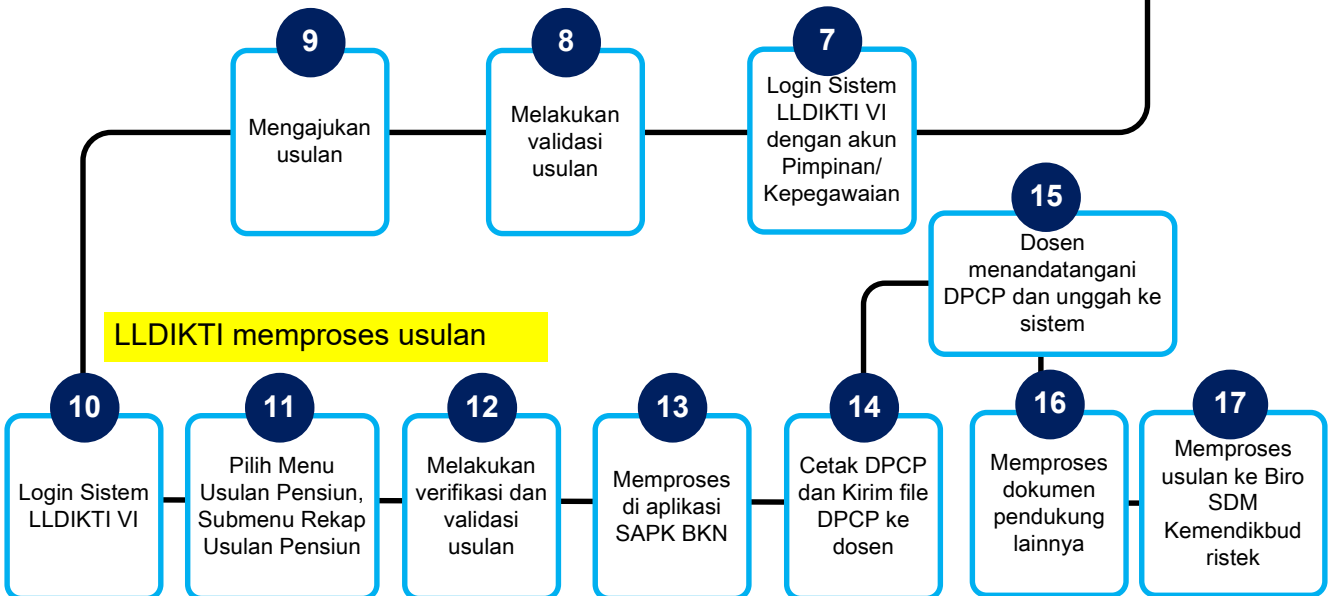 9
Mengajukan
usulan
8
Melakukan
validasi
usulan
7
Login Sistem
LLDIKTI VI
dengan akun
Pimpinan/
Kepegawaian
15
Dosen
menandatangani
DPCP dan unggah ke
sistem
LLDIKTI memproses usulan
10
Login Sistem
LLDIKTI VI
11
Pilih Menu
Usulan Pensiun,
Submenu Rekap
Usulan Pensiun
12
Melakukan
verifikasi dan
validasi
usulan
13
Memproses
di aplikasi
SAPK BKN
14
Cetak DPCP
dan Kirim file
DPCP ke
dosen
16
Memproses
dokumen
pendukung
lainnya
17
Memproses
usulan ke Biro
SDM
Kemendikbud
ristek